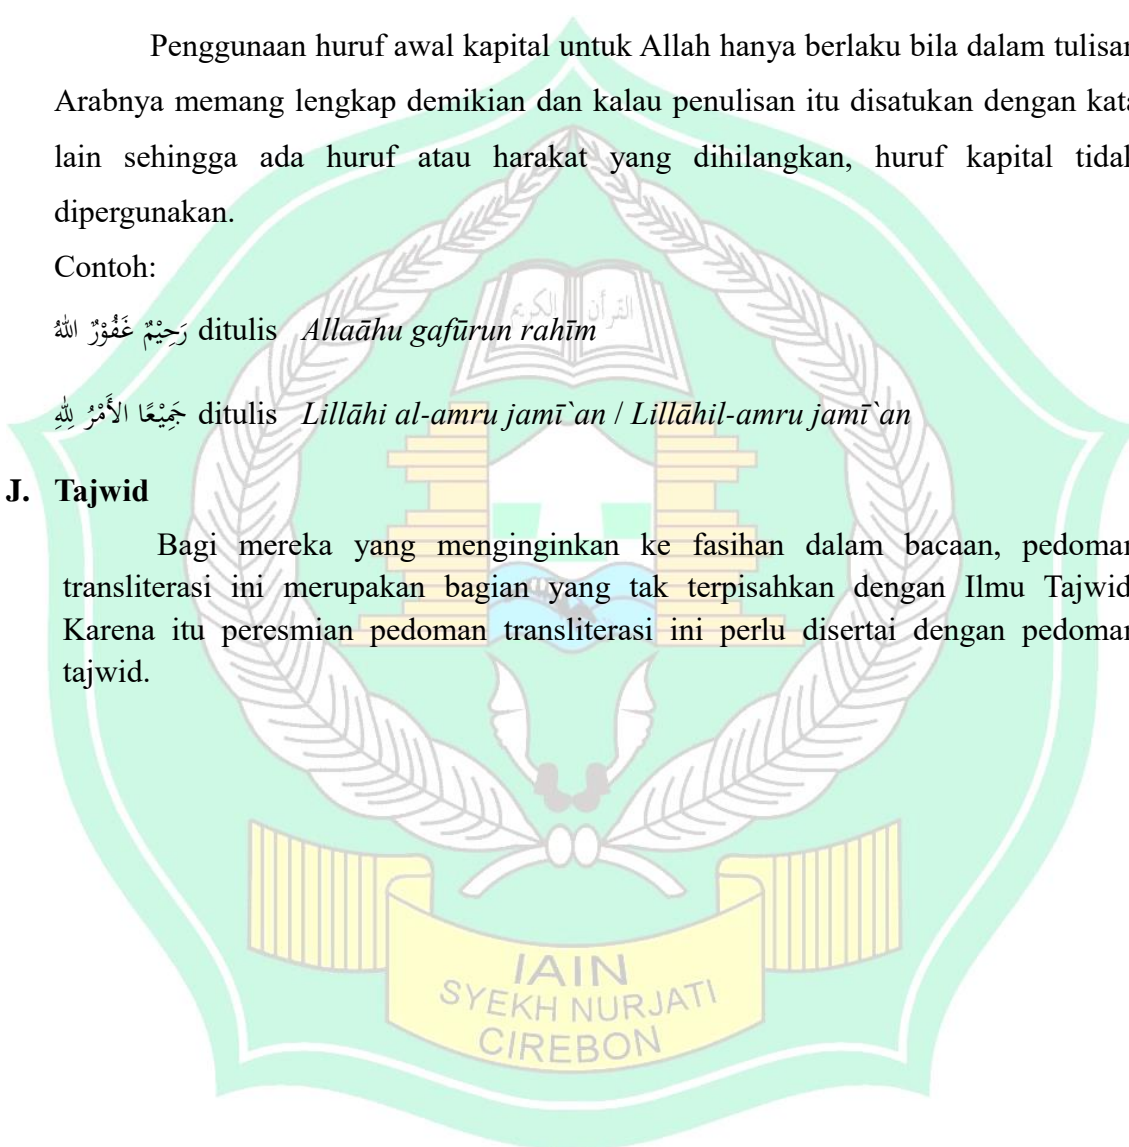 Penggunaan huruf awal kapital untuk Allah hanya berlaku bila dalam tulisan
Arabnya memang lengkap demikian dan kalau penulisan itu disatukan dengan kata
lain sehingga ada huruf atau harakat yang dihilangkan, huruf kapital tidak
dipergunakan.
Contoh:
رَحِيْمٌ غَفُوْرٌ اللهُ ditulis Allaāhu gafūrun rahīm
جَمِيْعًا الأَمْرُ لِلّٰهِ ditulis Lillāhi al-amru jamī`an / Lillāhil-amru jamī`an
J. Tajwid
Bagi mereka yang menginginkan ke fasihan dalam bacaan, pedoman
transliterasi ini merupakan bagian yang tak terpisahkan dengan Ilmu Tajwid
Karena itu peresmian pedoman transliterasi ini perlu disertai dengan pedoman
tajwid.
القرآن الكريم
IAIN
SYEKH NURJATI
CIREBON